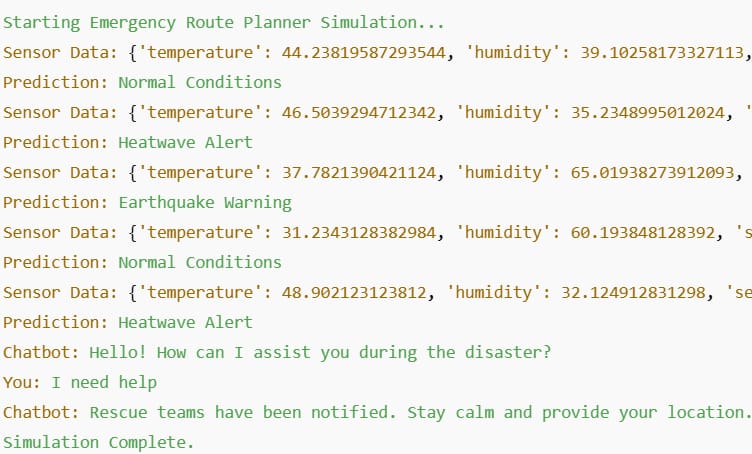 Starting Emergency Route Planner Simulation...
Sensor Data: {'temperature': 44.23819587293544, 'humidity': 39.10258173327113,
Prediction: Normal Conditions
Sensor Data: {'temperature': 46.5039294712342, 'humidity': 35.2348995012024, '
Prediction: Heatwave Alert
Sensor Data: {'temperature': 37.7821390421124, 'humidity': 65.01938273912093,
Prediction: Earthquake Warning
Sensor Data: {'temperature': 31.2343128382984, 'humidity': 60.193848128392, 's
Prediction: Normal Conditions
Sensor Data: {'temperature': 48.902123123812, 'humidity': 32.124912831298, 'se
Prediction: Heatwave Alert
Chatbot: Hello! How can I assist you during the disaster?
You: I need help
Chatbot: Rescue teams have been notified. Stay calm and provide your location.
Simulation Complete.